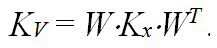 K_V = W·K_x·W^T.